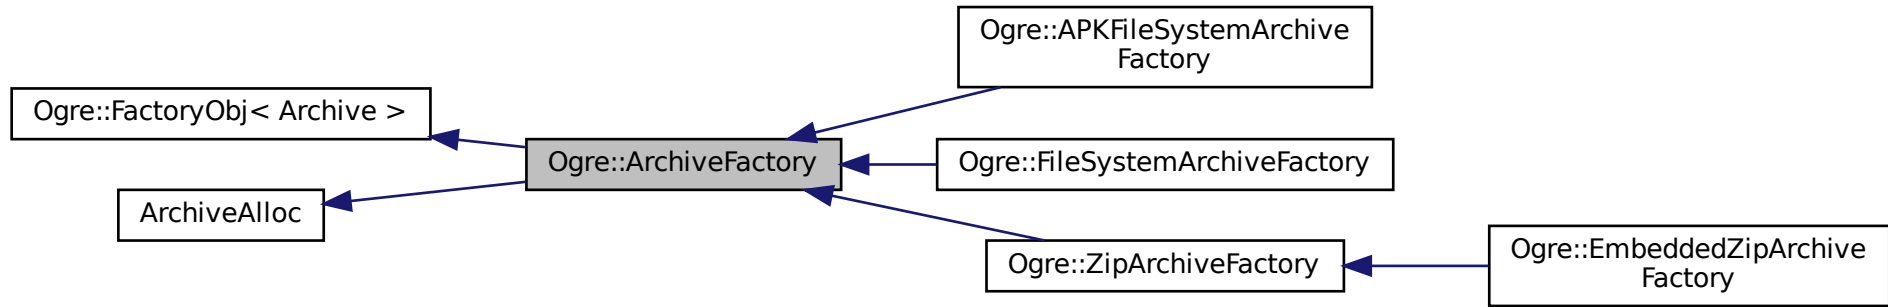 Ogre::FactoryObj< Archive >
ArchiveAlloc
Ogre::ArchiveFactory
Ogre::APKFileSystemArchive
Factory
Ogre::FileSystemArchiveFactory
Ogre::ZipArchiveFactory
Ogre::EmbeddedZipArchive
Factory